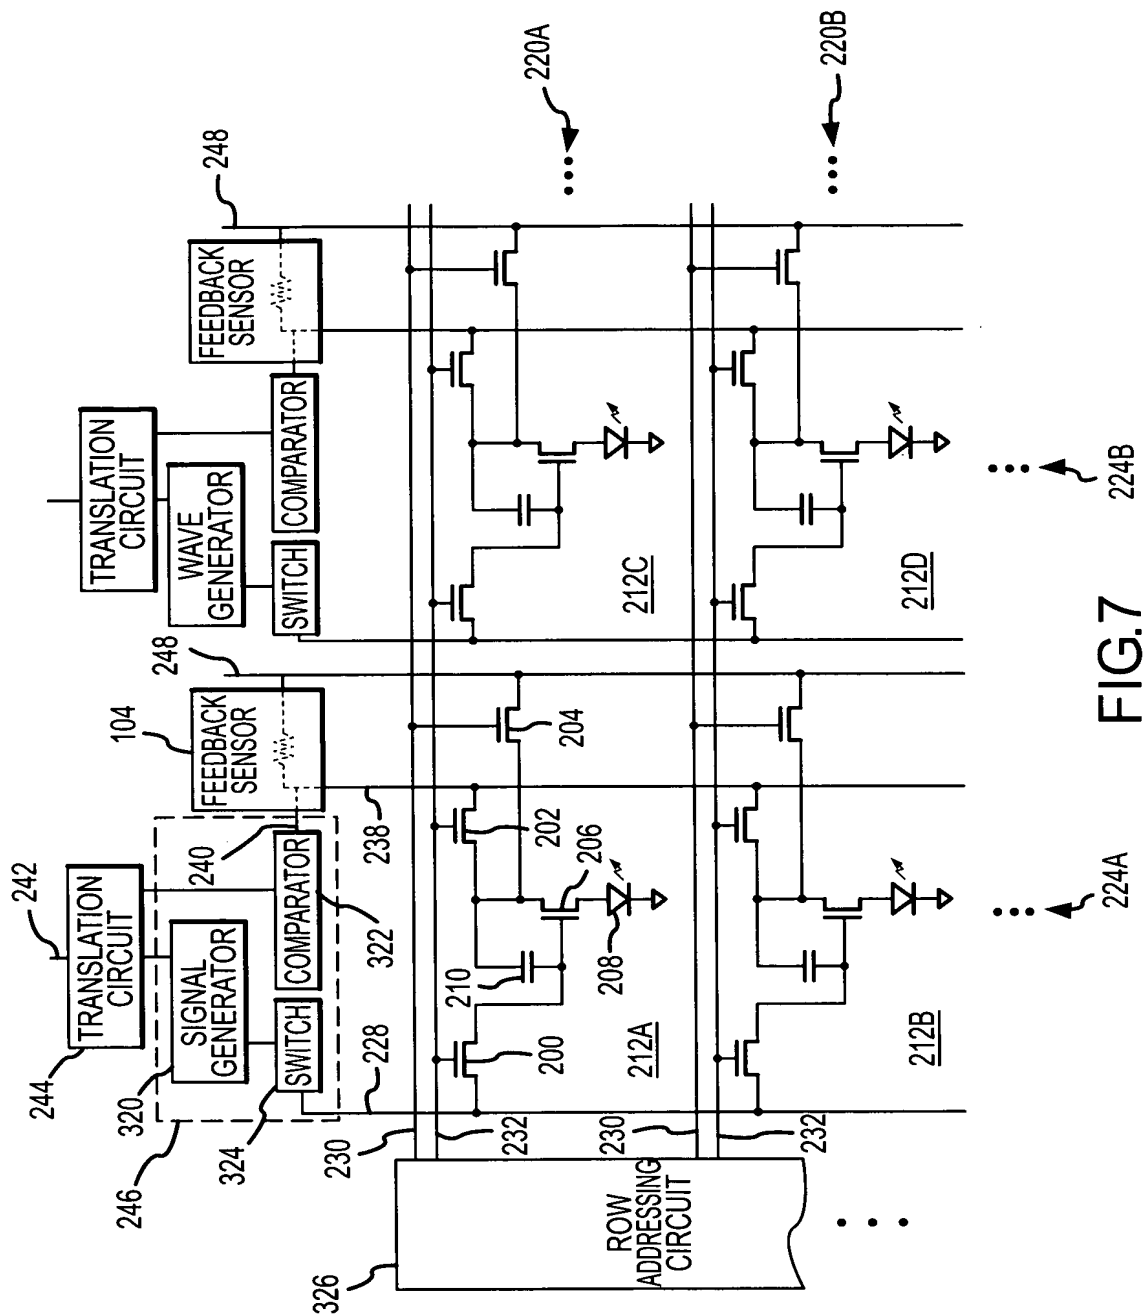 242
244
TRANSLATION
CIRCUIT
TRANSLATION
CIRCUIT
246
320
SIGNAL
GENERATOR
104
FEEDBACK
SENSOR
248
WAVE
GENERATOR
FEEDBACK
SENSOR
248
324
SWITCH
COMPARATOR
240
322
SWITCH
COMPARATOR
228
238
230
232
200
210
202
204
206
208
212A
212C
220A
230
232
212B
212D
220B
326
ROW
ADDRESSING
CIRCUIT
224A
224B
FIG.7